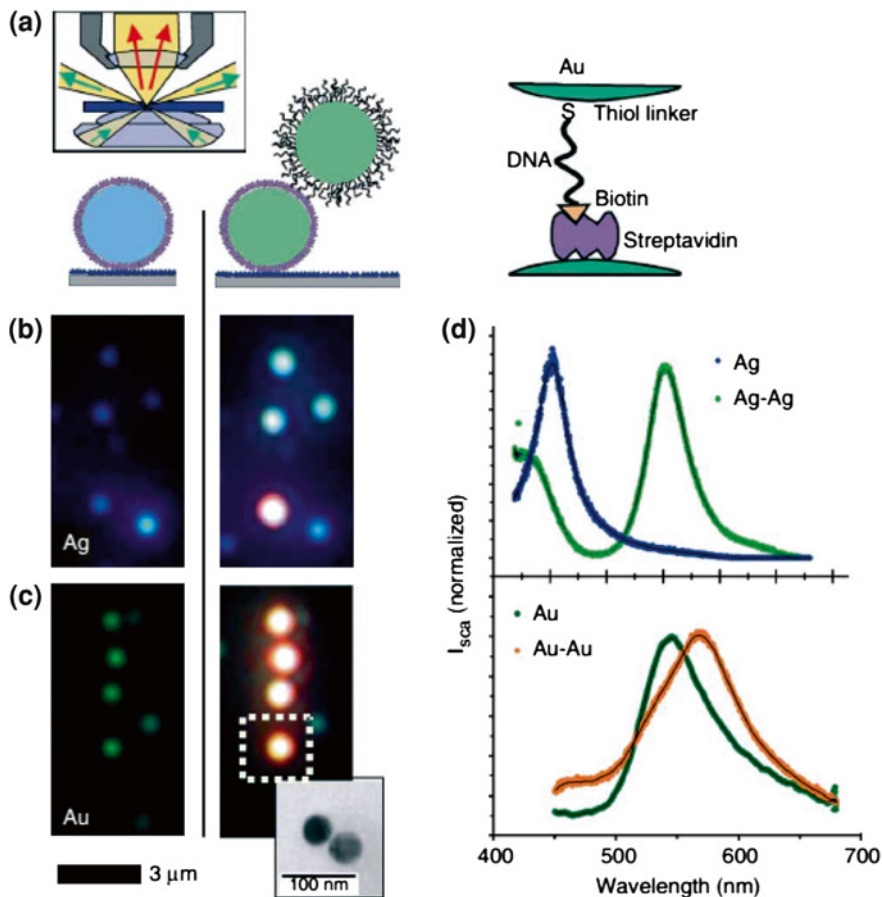 (a)
Au
S Thiol linker
DNA
Biotin
Streptavidin
(b)
Ag
(c)
Au
3 μm
100 nm
(d)
Ag
Ag-Ag
Au
Au-Au
I sca (normalized)
400 500 600 700
Wavelength (nm)